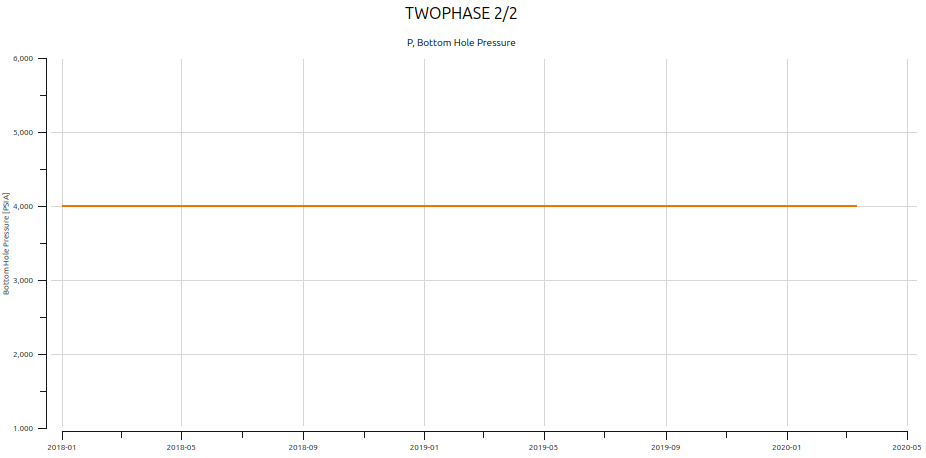 TWOPHASE 2/2
P, Bottom Hole Pressure
Bottom Hole Pressure [PSIA]
6,000
5,000
4,000
3,000
2,000
1.000
2018-01 2018-05 2018-09 2019-01 2019-05 2019-09 2020-01 2020-05